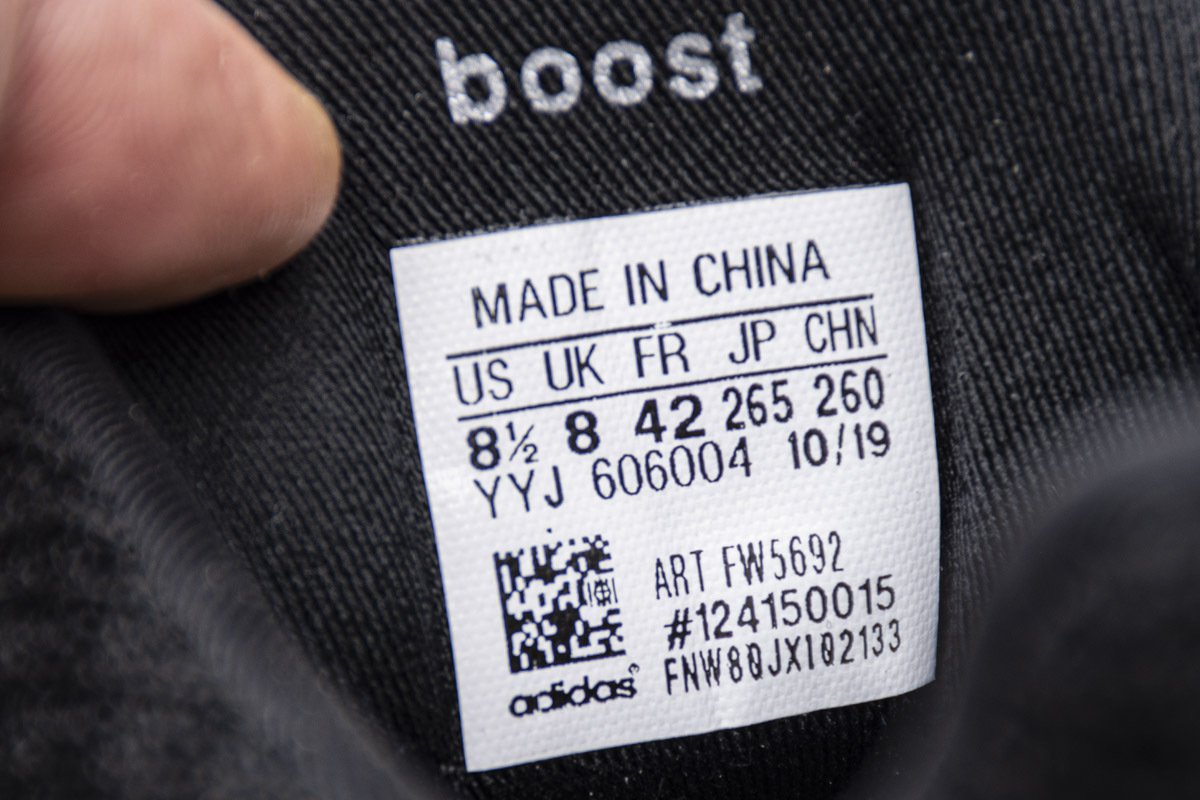 boost
MADE IN CHINA
US UK FR JP CHN
8½ 8 42 265 260
YYJ 606004 10/19
ART FW5692
#124150015
FNW80JX102133
adidas®